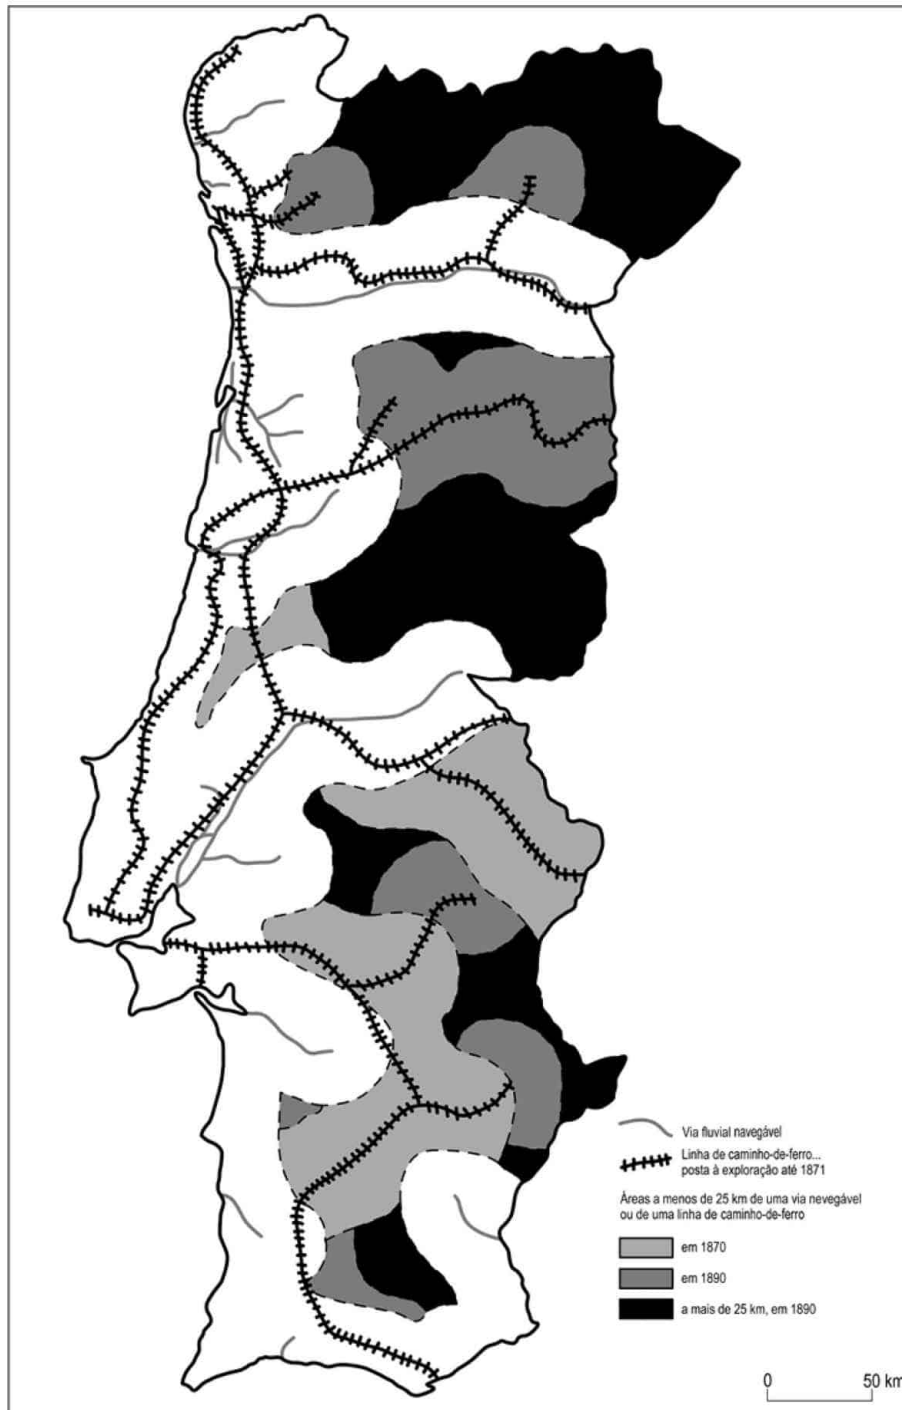 Via fluvial navegável
Linha de caminho-de-ferro...
posta à exploração até 1871
Áreas a menos de 25 km de uma via nevegável
ou de uma linha de caminho-de-ferro
em 1870
em 1890
a mais de 25 km, em 1890
0 50 km